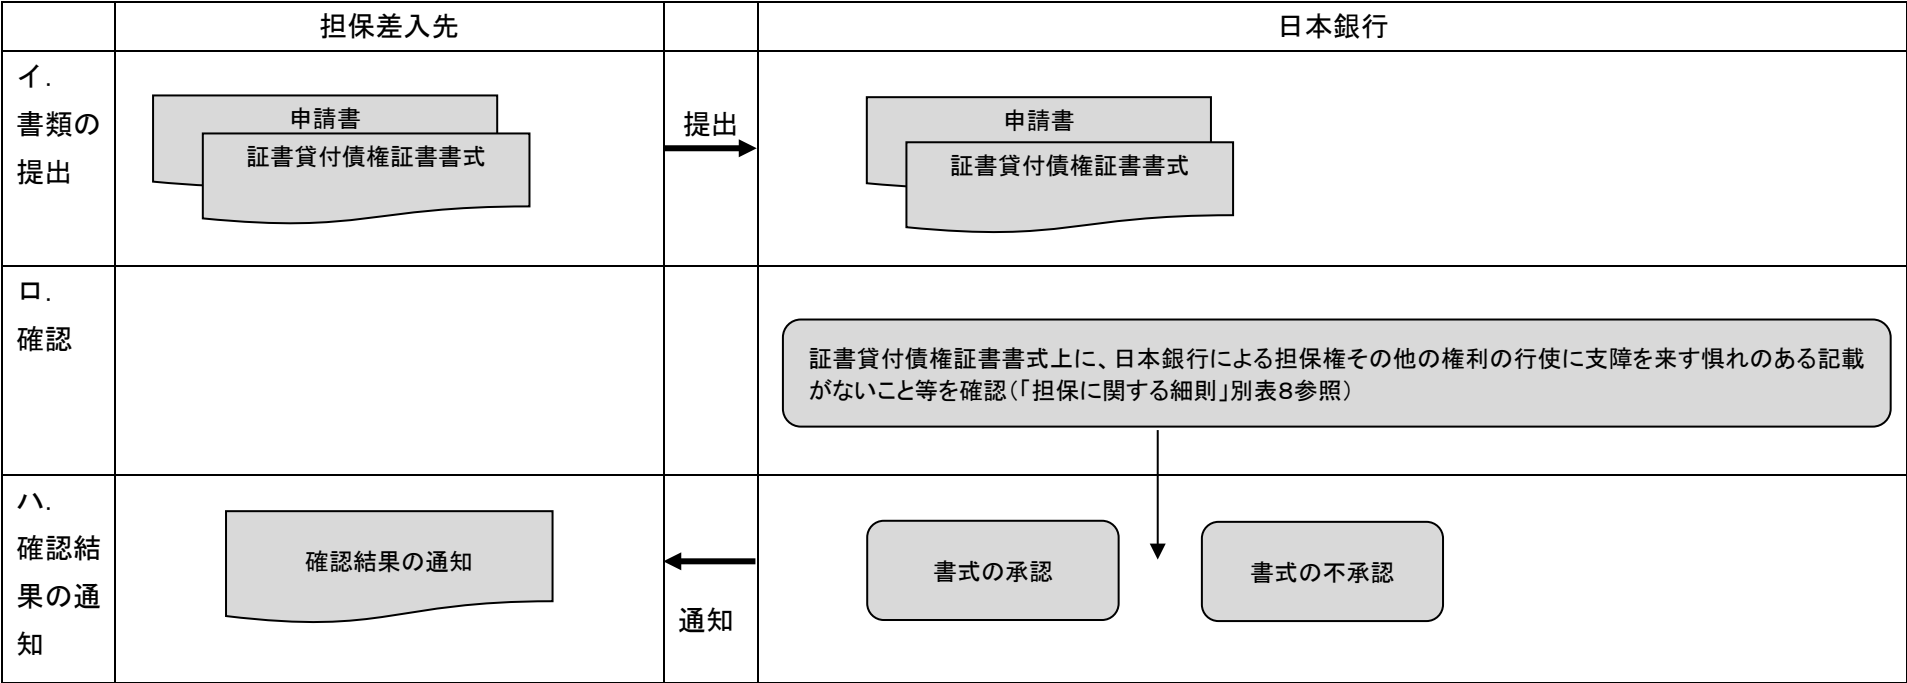 担保差入先
日本銀行
イ.
書類の
提出
申請書
証書貸付債権証書書式
提出
申請書
証書貸付債権証書書式
ロ.
確認
証書貸付債権証書書式上に、日本銀行による担保権その他の権利の行使に支障を来す惧れのある記載
がないこと等を確認(「担保に関する細則」別表8参照)
ハ.
確認結
果の通
知
確認結果の通知
通知
書式の承認
書式の不承認